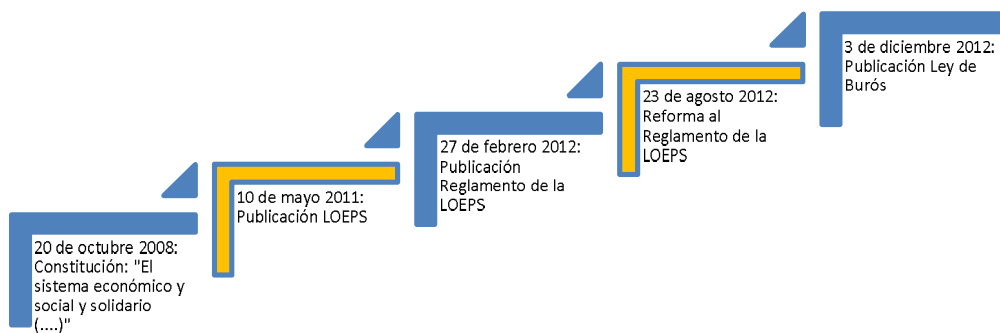 20 de octubre 2008:
Constitución: "El
sistema económico y
social y solidario
(....)"
10 de mayo 2011:
Publicación LOEPS
27 de febrero 2012:
Publicación
Reglamento de la
LOEPS
23 de agosto 2012:
Reforma al
Reglamento de la
LOEPS
3 de diciembre 2012:
Publicación Ley de
Burós